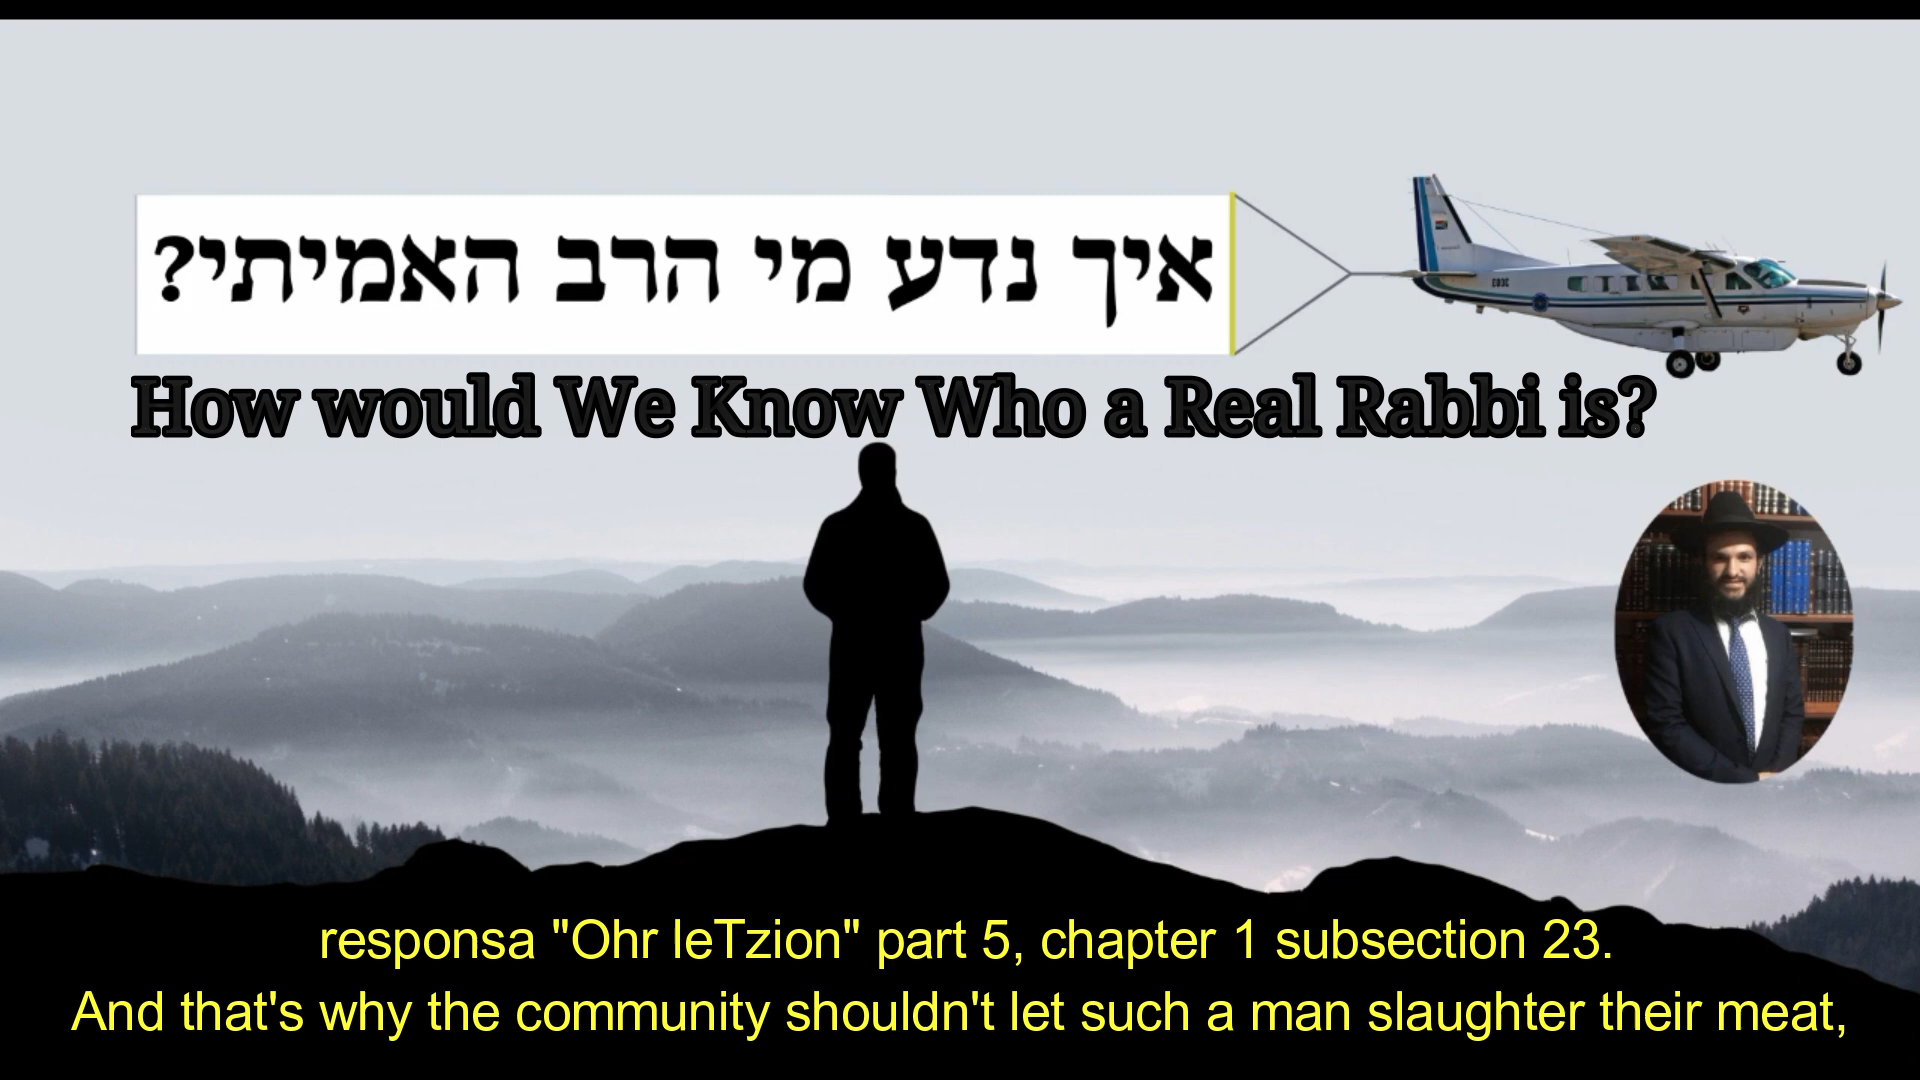 איך נדע מי הרב האמיתי?
How would We Know Who a Real Rabbi is?
responsa "Ohr leTzion" part 5, chapter 1 subsection 23.
And that's why the community shouldn't let such a man slaughter their meat,